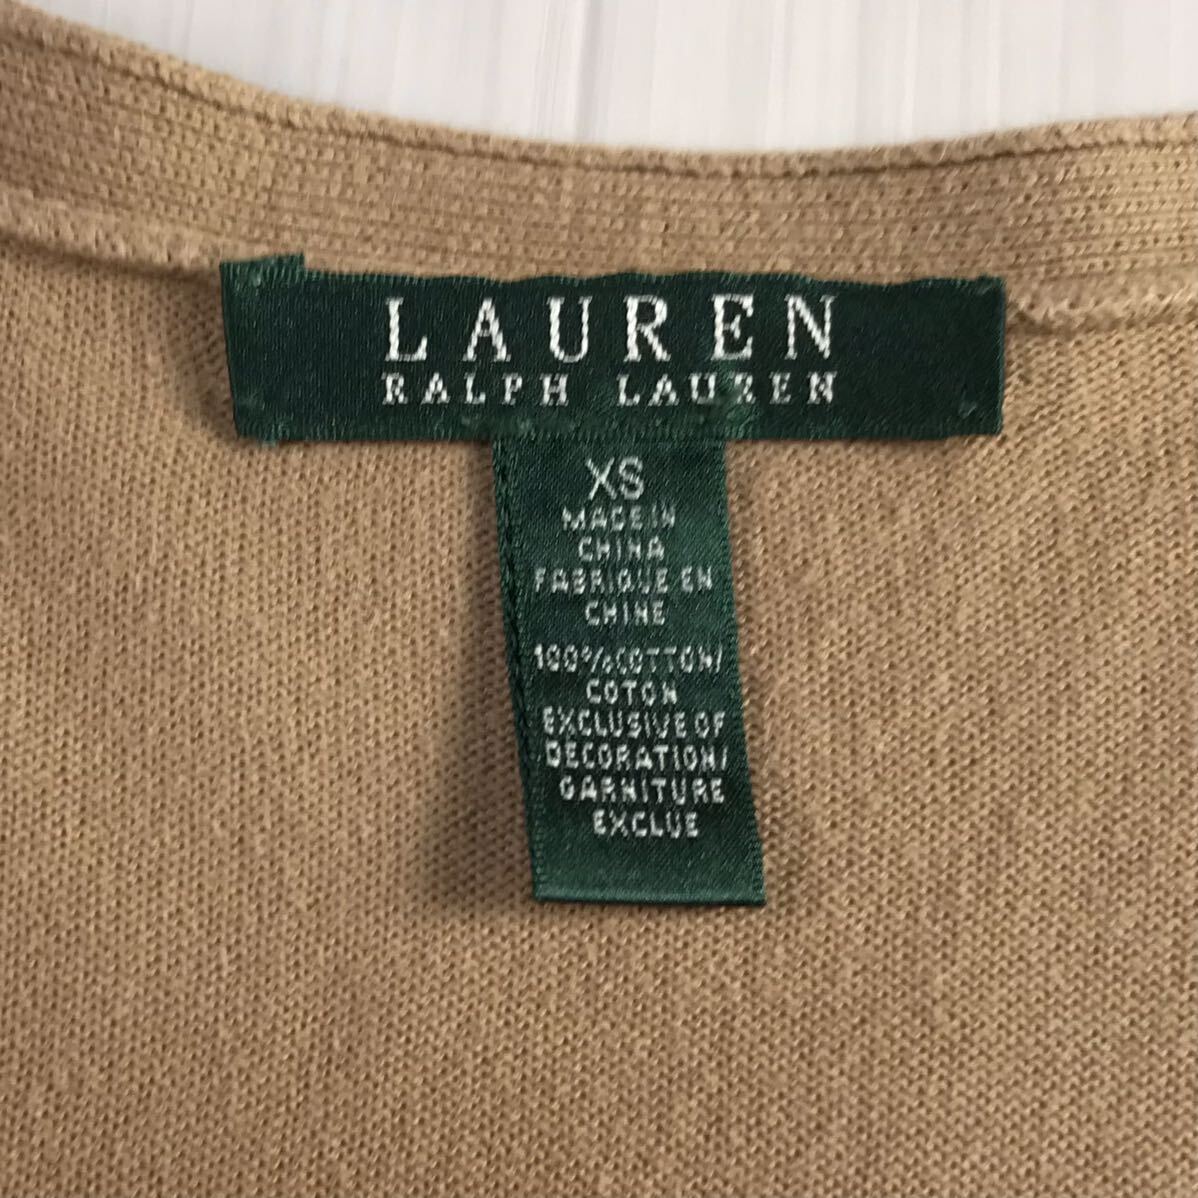 LAUREN
RALPH LAUREN
XS
MADE IN
CHINA
FABRIQUE EN
CHINE
100%COTTON/
COTON
EXCLUSIVE OF
DECORATION/
GARNITURE
EXCLUE